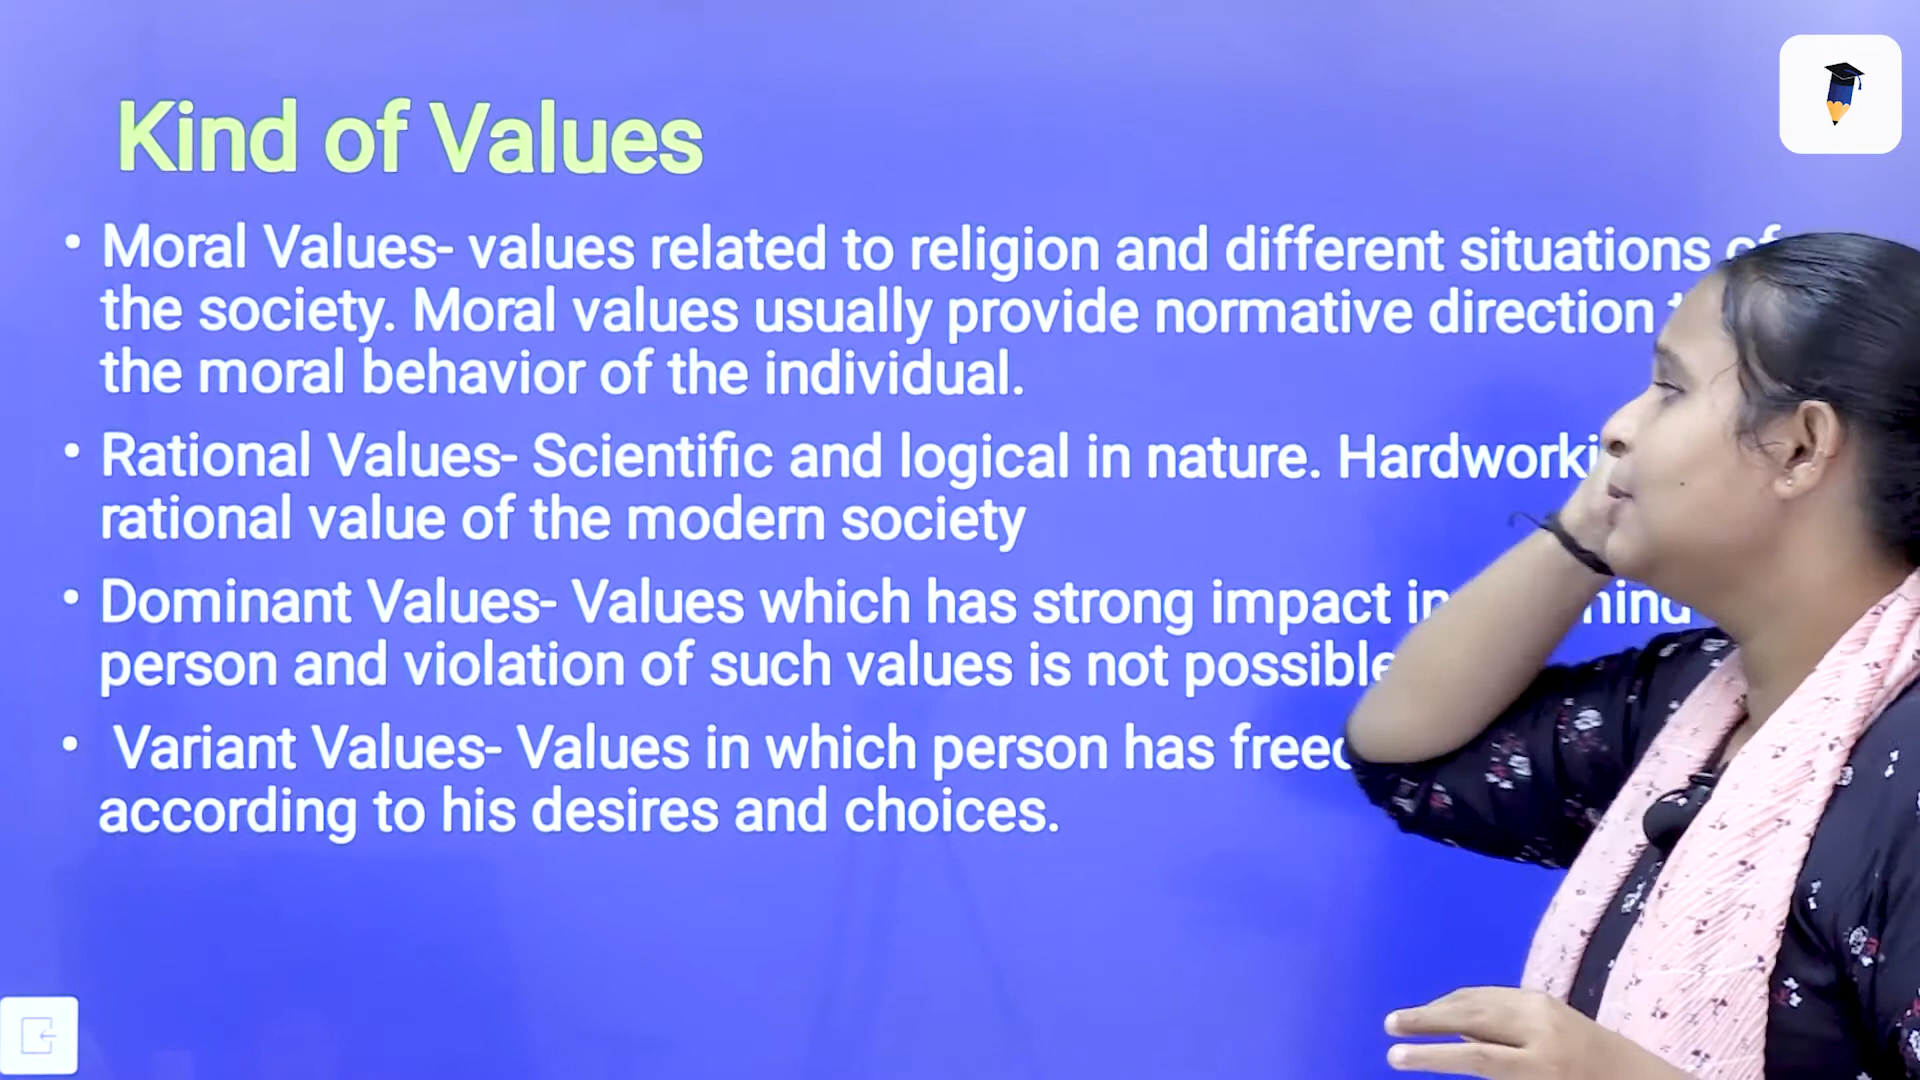 Kind of Values
• Moral Values- values related to religion and different situations of
the society. Moral values usually provide normative direction
the moral behavior of the individual.
• Rational Values- Scientific and logical in nature.
rational value of the modern society
• Dominant Values- Values which has strong impact
person and violation of such values is not possible
• Variant Values- Values in which person has
according to his desires and choices.